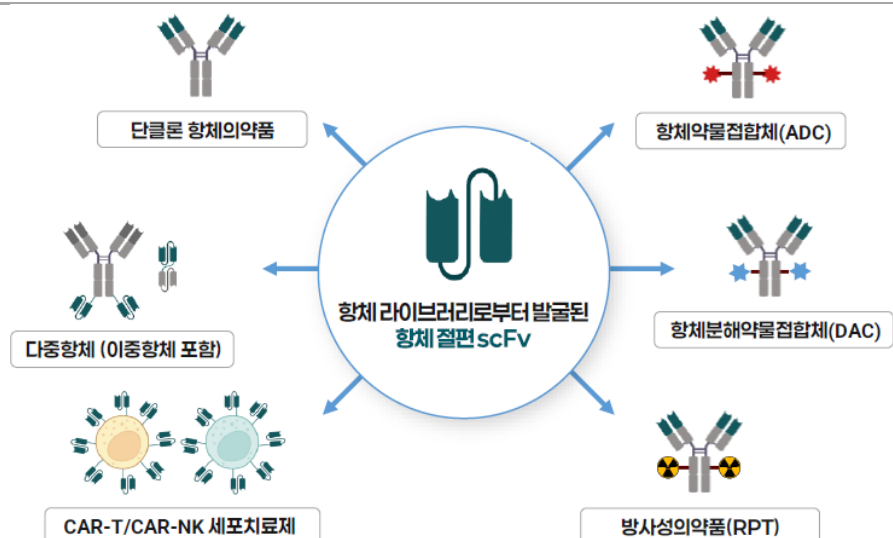 단클론 항체의약품
항체약물접합체(ADC)
항체 라이브러리로부터 발굴된
항체 절편 scFv
다중항체 (이중항체 포함)
항체분해약물접합체(DAC)
CAR-T/CAR-NK 세포치료제
방사성의약품(RPT)